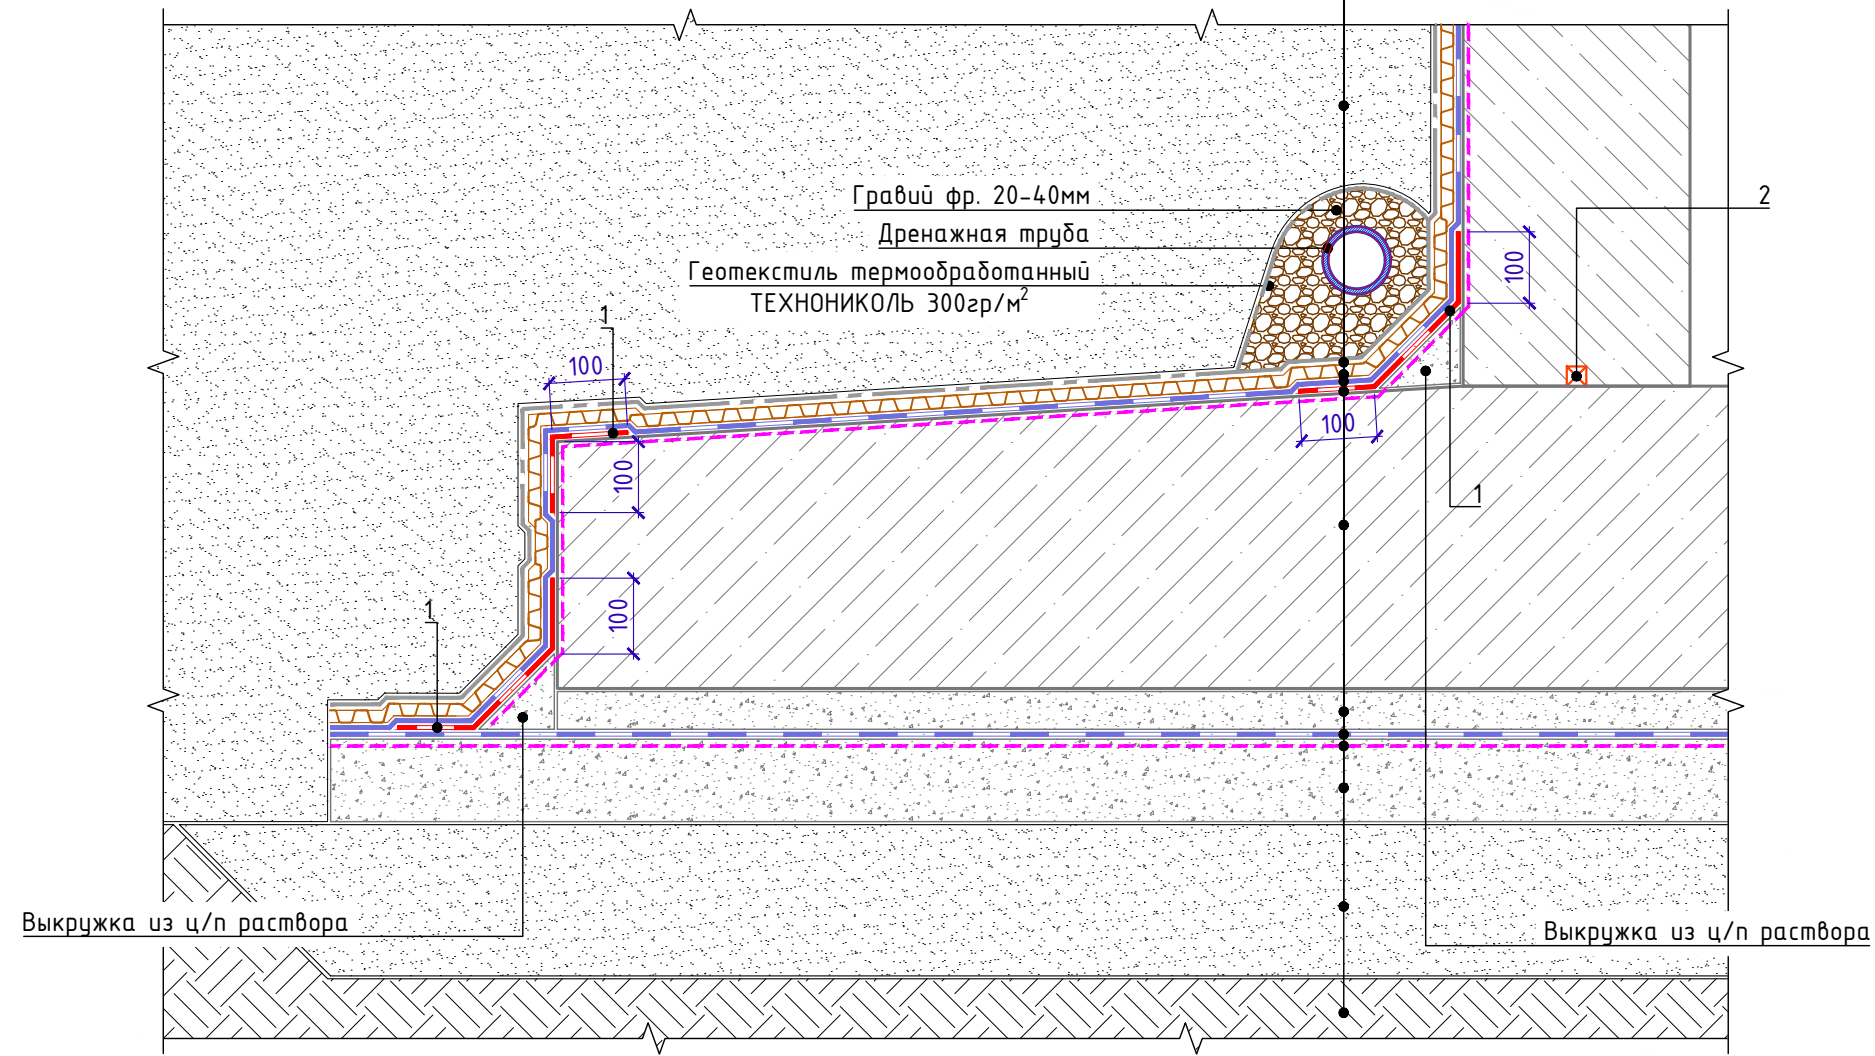 Гравий фр. 20-40мм
2
Дренажная труба
Геотекстиль термообработанный
ТЕХНОНИКОЛЬ 300гр/м²
100
1
100
100
100
1
100
1
Выкружка из ц/п раствора
Выкружка из ц/п раствора